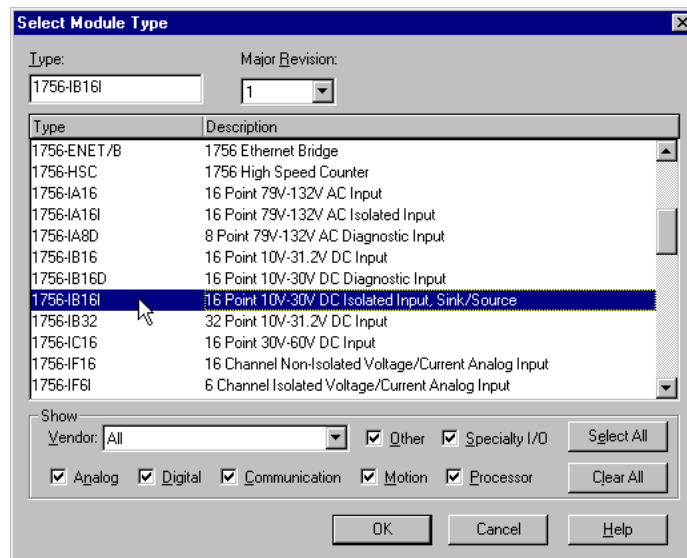 Select Module Type
Type: Major Revision:
1756-IB16I 1
Type Description
1756-ENET/B 1756 Ethernet Bridge
1756-HSC 1756 High Speed Counter
1756-IA16 16 Point 79V-132V AC Input
1756-IA16I 16 Point 79V-132V AC Isolated Input
1756-IA8D 8 Point 79V-132V AC Diagnostic Input
1756-IB16 16 Point 10V-31.2V DC Input
1756-IB16D 16 Point 10V-30V DC Diagnostic Input
1756-IB16I 16 Point 10V-30V DC Isolated Input, Sink/Source
1756-IB32 32 Point 10V-31.2V DC Input
1756-IC16 16 Point 30V-60V DC Input
1756-IF16 16 Channel Non-Isolated Voltage/Current Analog Input
1756-IF6I 6 Channel Isolated Voltage/Current Analog Input
Show
Vendor: All Other Specialty I/O Select All
Analog Digital Communication Motion Processor Clear All
OK Cancel Help